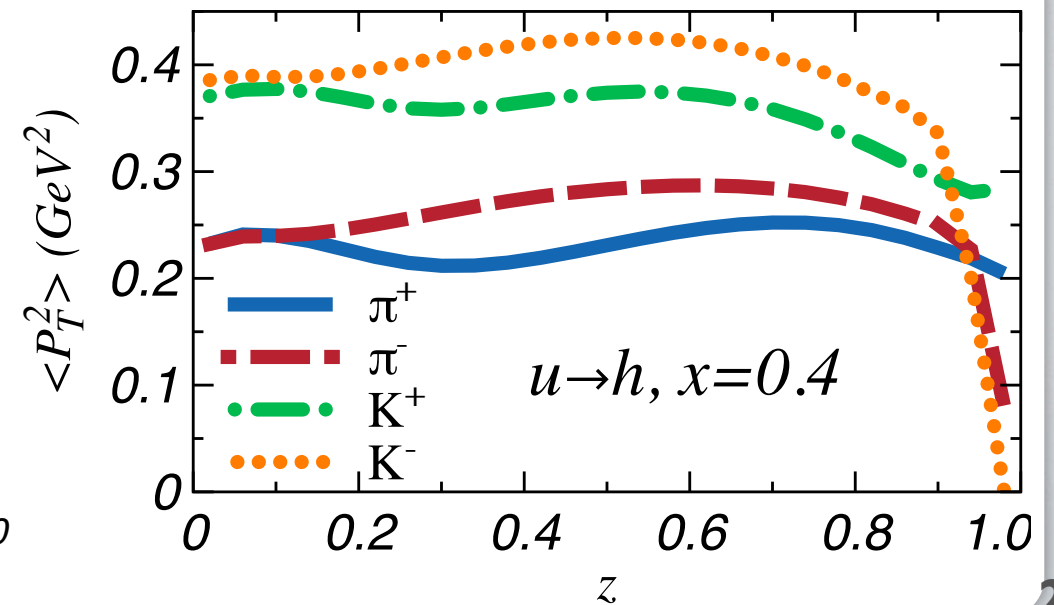 0.4
0.3
0.2
0.1
0
<P_T^2> (GeV^2)
π^+
π^-
K^+
K^-
u→h, x=0.4
0 0.2 0.4 0.6 0.8 1.0
z